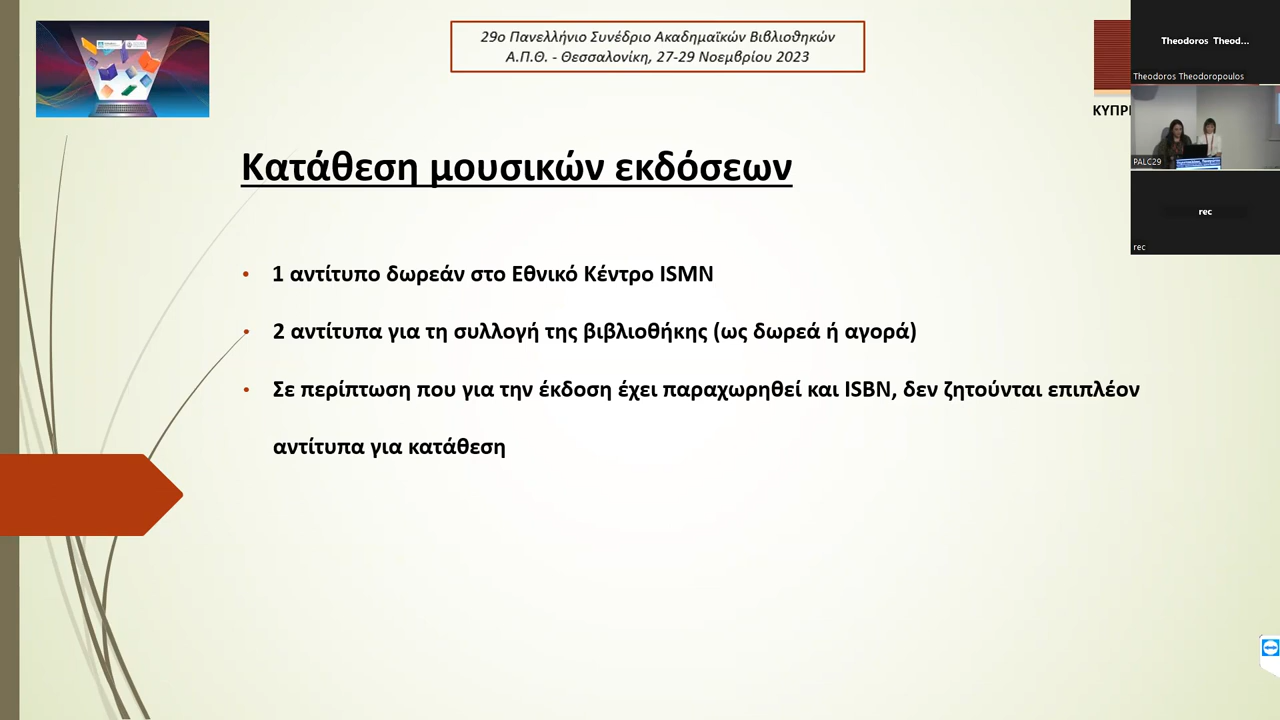 29ο Πανελλήνιο Συνέδριο Ακαδημαϊκών Βιβλιοθηκών
Α.Π.Θ. - Θεσσαλονίκη, 27-29 Νοεμβρίου 2023
Theodoros Theod...
Theodoros Theodoropoulos
ΚΥΠΡ
PALC29
Κατάθεση μουσικών εκδόσεων
rec
rec
• 1 αντίτυπο δωρεάν στο Εθνικό Κέντρο ISMN
• 2 αντίτυπα για τη συλλογή της βιβλιοθήκης (ως δωρεά ή αγορά)
• Σε περίπτωση που για την έκδοση έχει παραχωρηθεί και ISBN, δεν ζητούνται επιπλέον
αντίτυπα για κατάθεση